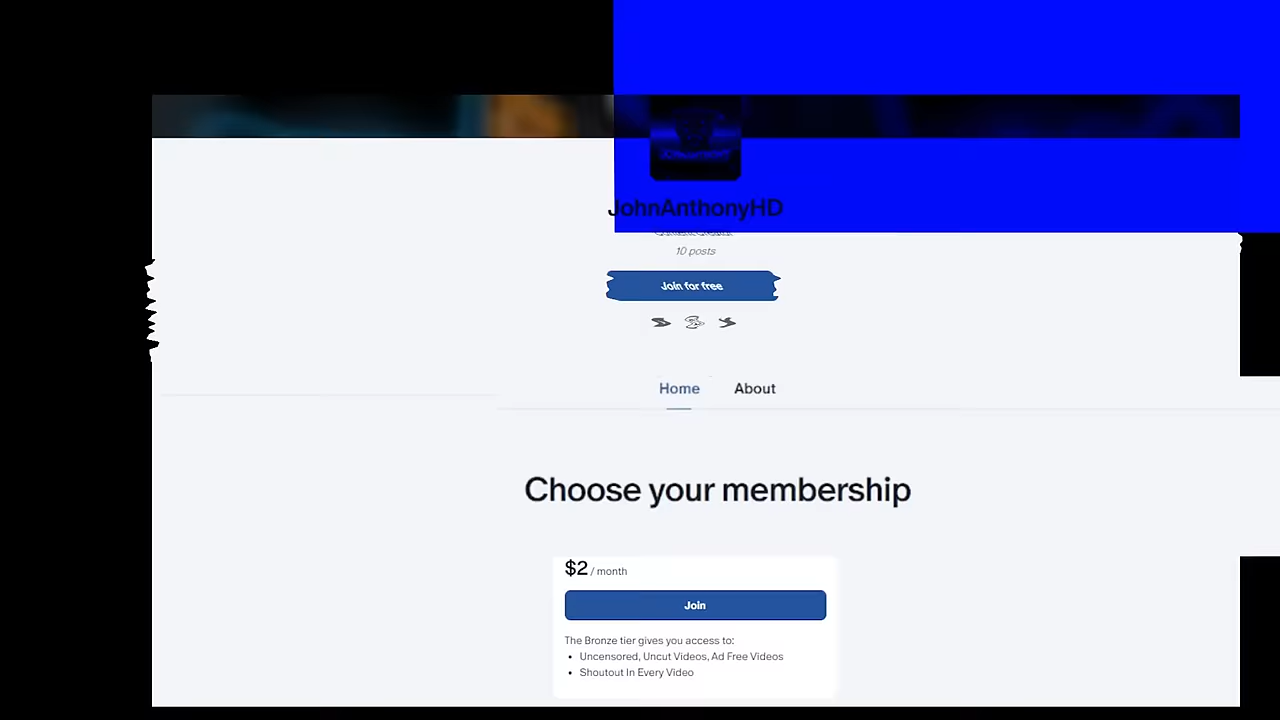 JohnAnthonyHD
10 posts
Join for free
Home
About
Choose your membership
$2 / month
Join
The Bronze tier gives you access to:
• Uncensored, Uncut Videos, Ad Free Videos
• Shoutout In Every Video